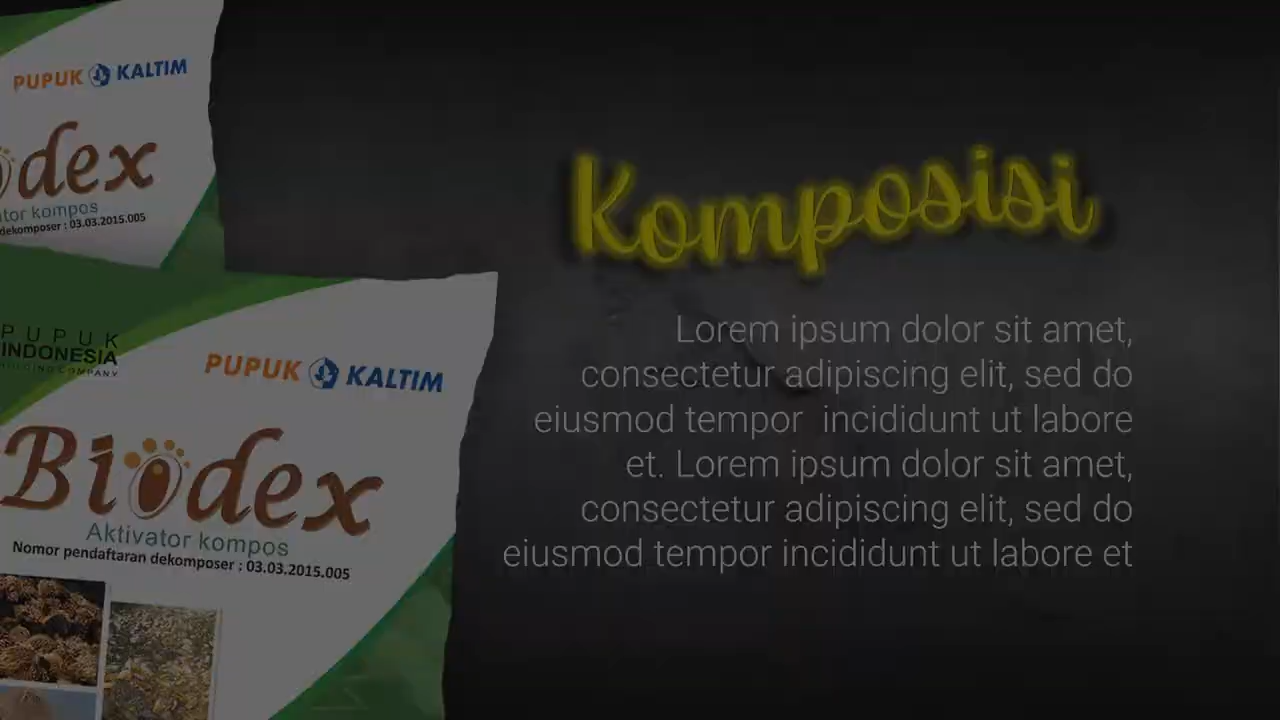 PUPUK KALTIM
dex
ator kompos
dekomposer : 03.03.2015.005
Komposisi
Lorem ipsum dolor sit amet,
consectetur adipiscing elit, sed do
eiusmod tempor  incididunt ut labore
et. Lorem ipsum dolor sit amet,
consectetur adipiscing elit, sed do
eiusmod tempor incididunt ut labore et
PUPUK
INDONESIA
HOLDING COMPANY
PUPUK KALTIM
Biodex
Aktivator kompos
Nomor pendaftaran dekomposer : 03.03.2015.005